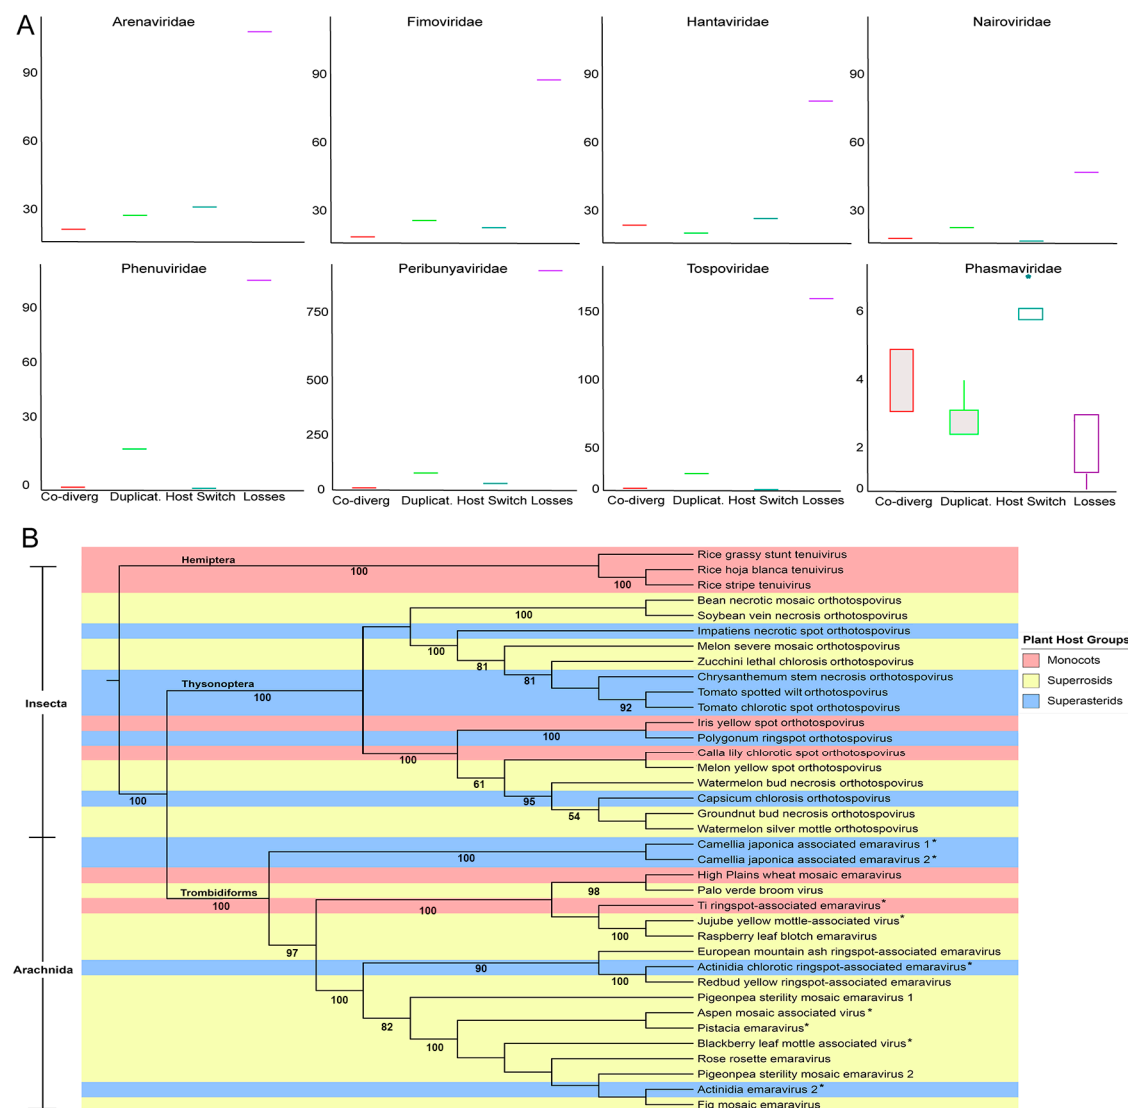 A
Arenaviridae
90
60
30
Fimoviridae
90
60
30
Hantaviridae
90
60
30
Nairoviridae
90
60
30
Phenuviridae
90
60
30
0
Co-diverg Duplicat. Host Switch Losses
Peribunyaviridae
750
500
250
0
Co-diverg Duplicat. Host Switch Losses
Tospoviridae
150
100
50
0
Co-diverg Duplicat. Host Switch Losses
Phasmaviridae
*
6
4
2
0
Co-diverg Duplicat. Host Switch Losses
B
Insecta
Arachnida
Hemiptera
100
100
Thysonoptera
100
100
100
81
81
92
100
100
61
95
54
100
Trombidiforms
100
100
98
100
100
97
90
100
100
82
100
Rice grassy stunt tenuivirus
Rice hoja blanca tenuivirus
Rice stripe tenuivirus
Bean necrotic mosaic orthotospovirus
Soybean vein necrosis orthotospovirus
Impatiens necrotic spot orthotospovirus
Melon severe mosaic orthotospovirus
Zucchini lethal chlorosis orthotospovirus
Chrysanthemum stem necrosis orthotospovirus
Tomato spotted wilt orthotospovirus
Tomato chlorotic spot orthotospovirus
Iris yellow spot orthotospovirus
Polygonum ringspot orthotospovirus
Calla lily chlorotic spot orthotospovirus
Melon yellow spot orthotospovirus
Watermelon bud necrosis orthotospovirus
Capsicum chlorosis orthotospovirus
Groundnut bud necrosis orthotospovirus
Watermelon silver mottle orthotospovirus
Camellia japonica associated emaravirus 1*
Camellia japonica associated emaravirus 2*
High Plains wheat mosaic emaravirus
Palo verde broom virus
Ti ringspot-associated emaravirus*
Jujube yellow mottle-associated virus*
Raspberry leaf blotch emaravirus
European mountain ash ringspot-associated emaravirus
Actinidia chlorotic ringspot-associated emaravirus*
Redbud yellow ringspot-associated emaravirus
Pigeonpea sterility mosaic emaravirus 1
Aspen mosaic associated virus*
Pistacia emaravirus*
Blackberry leaf mottle associated virus*
Rose rosette emaravirus
Pigeonpea sterility mosaic emaravirus 2
Actinidia emaravirus 2*
Fig mosaic emaravirus
Plant Host Groups
Monocots
Superrosids
Superasterids